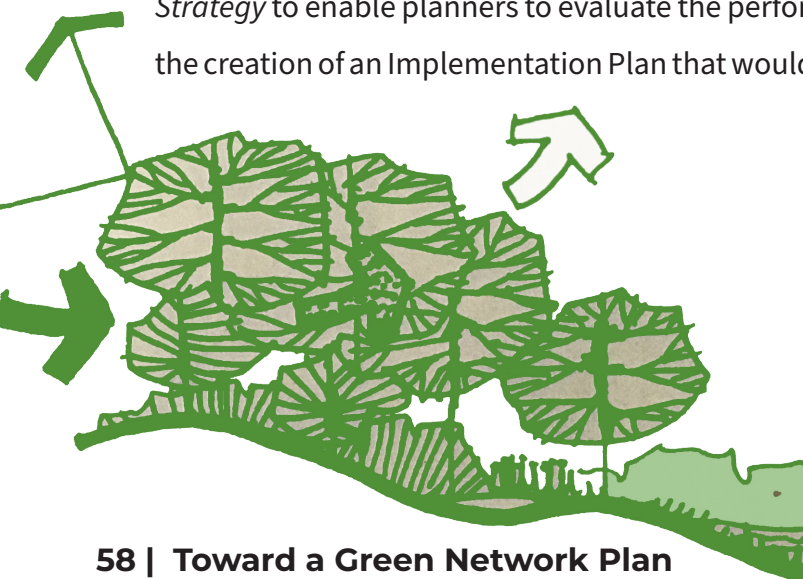 Strategy to enable planners to evaluate the perfor
the creation of an Implementation Plan that would
58 | Toward a Green Network Plan